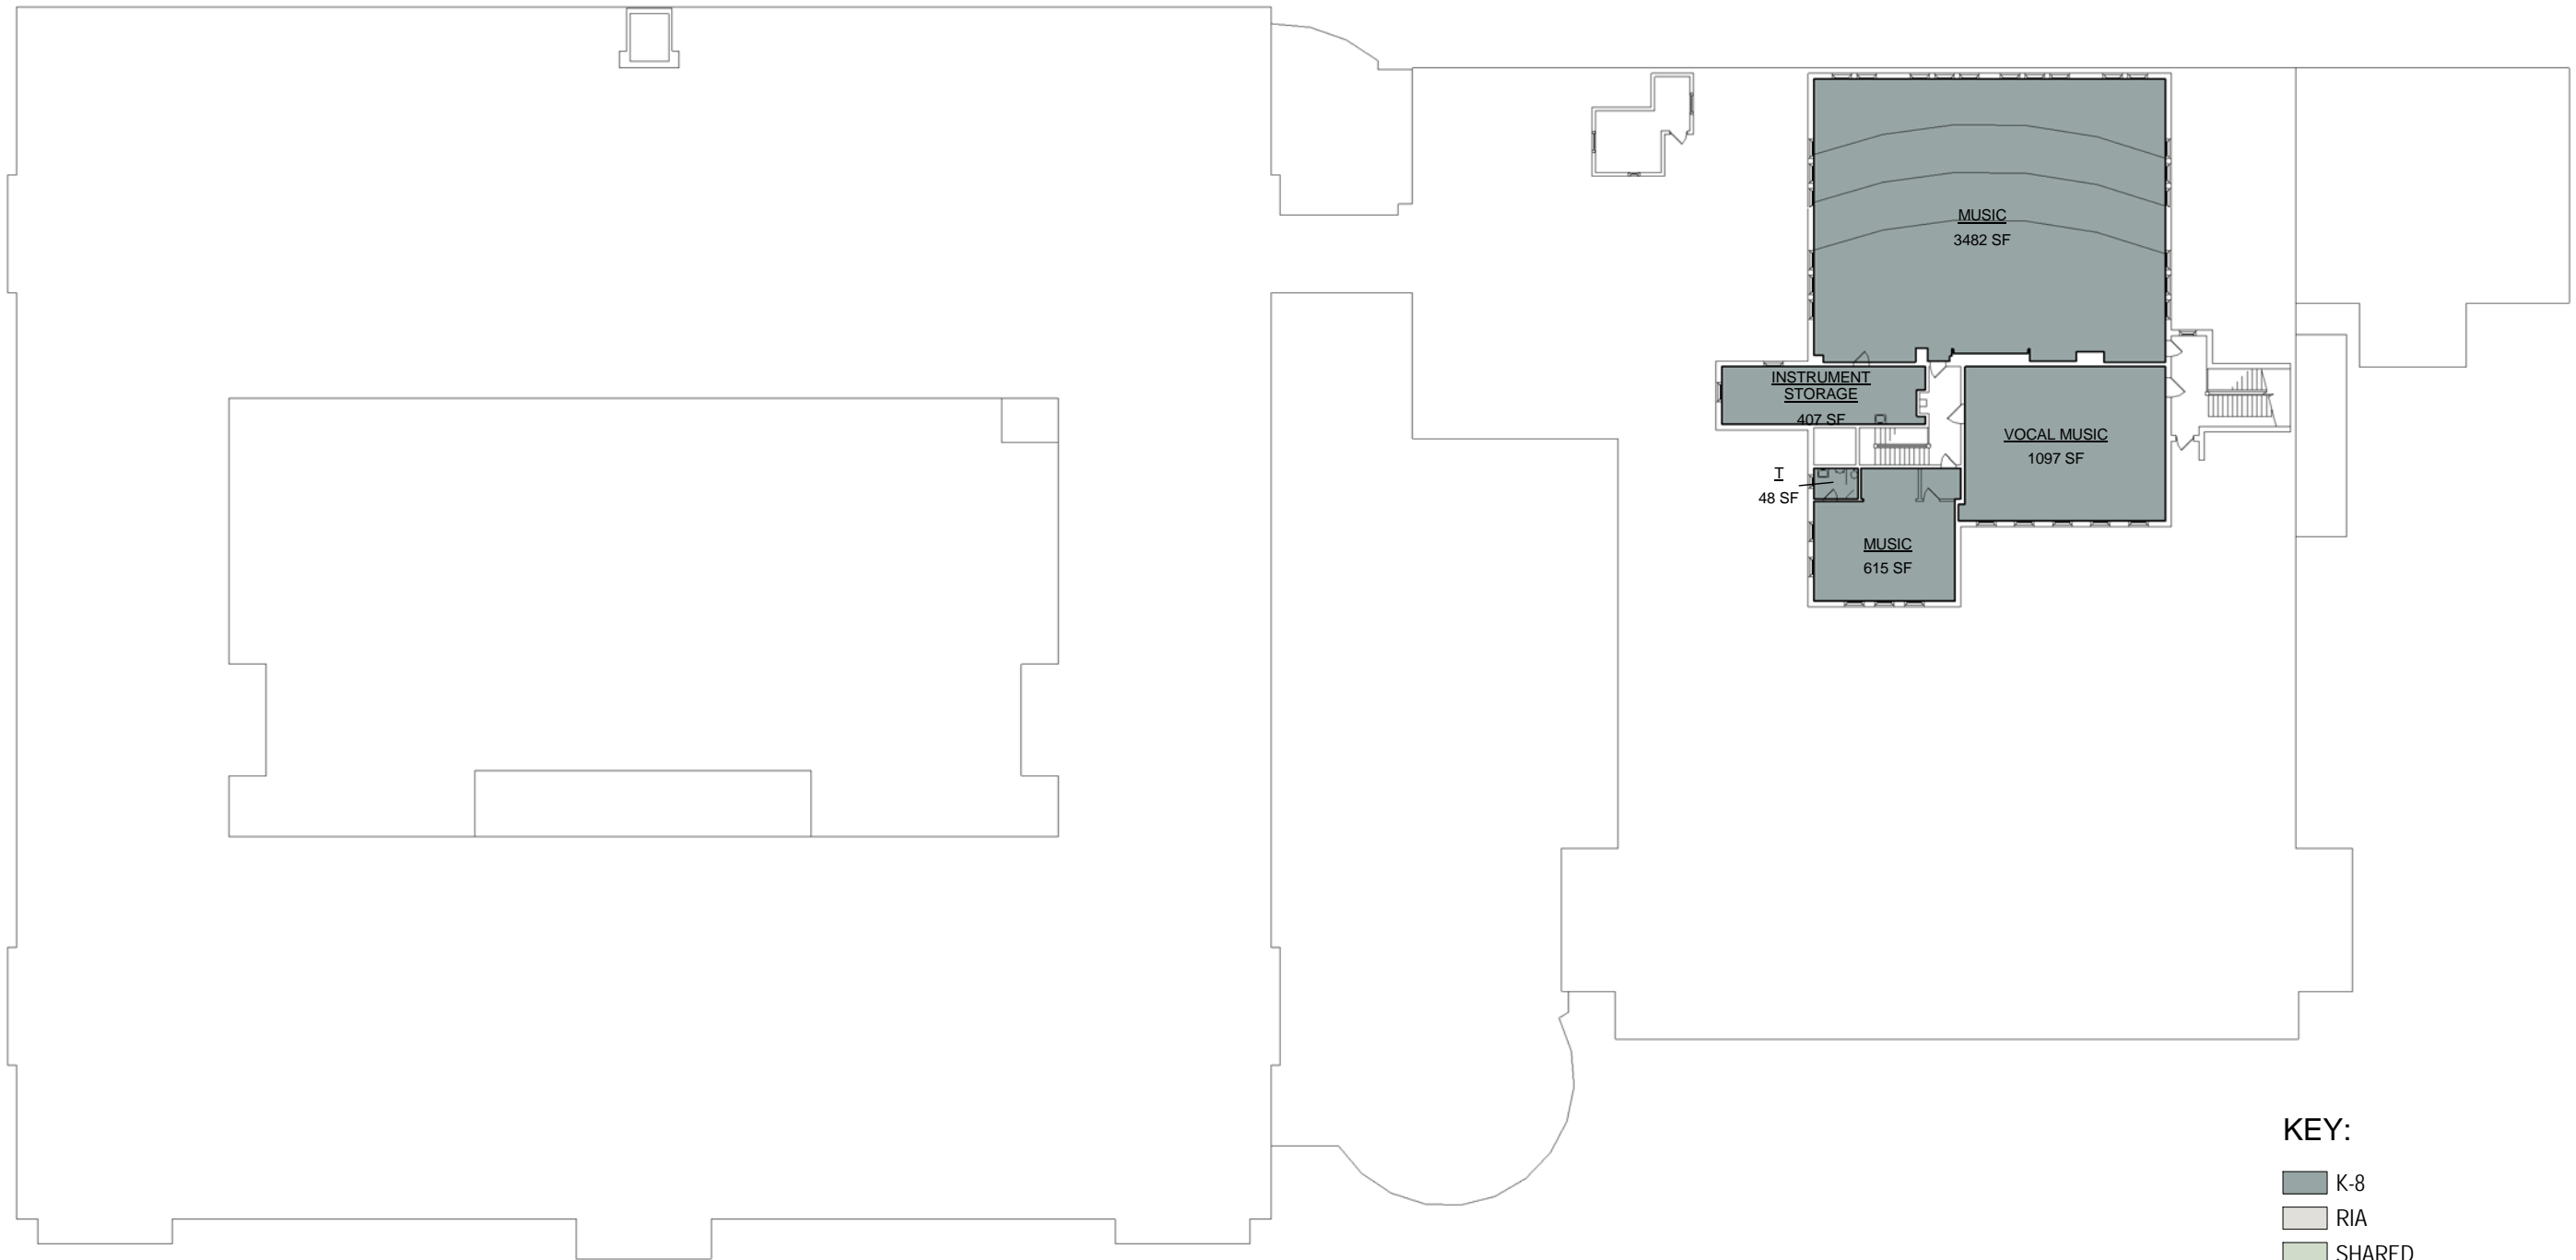 MUSIC
3482 SF
INSTRUMENT
STORAGE
407 SF
VOCAL MUSIC
1097 SF
T
48 SF
MUSIC
615 SF
KEY:
K-8
RIA
SHARED